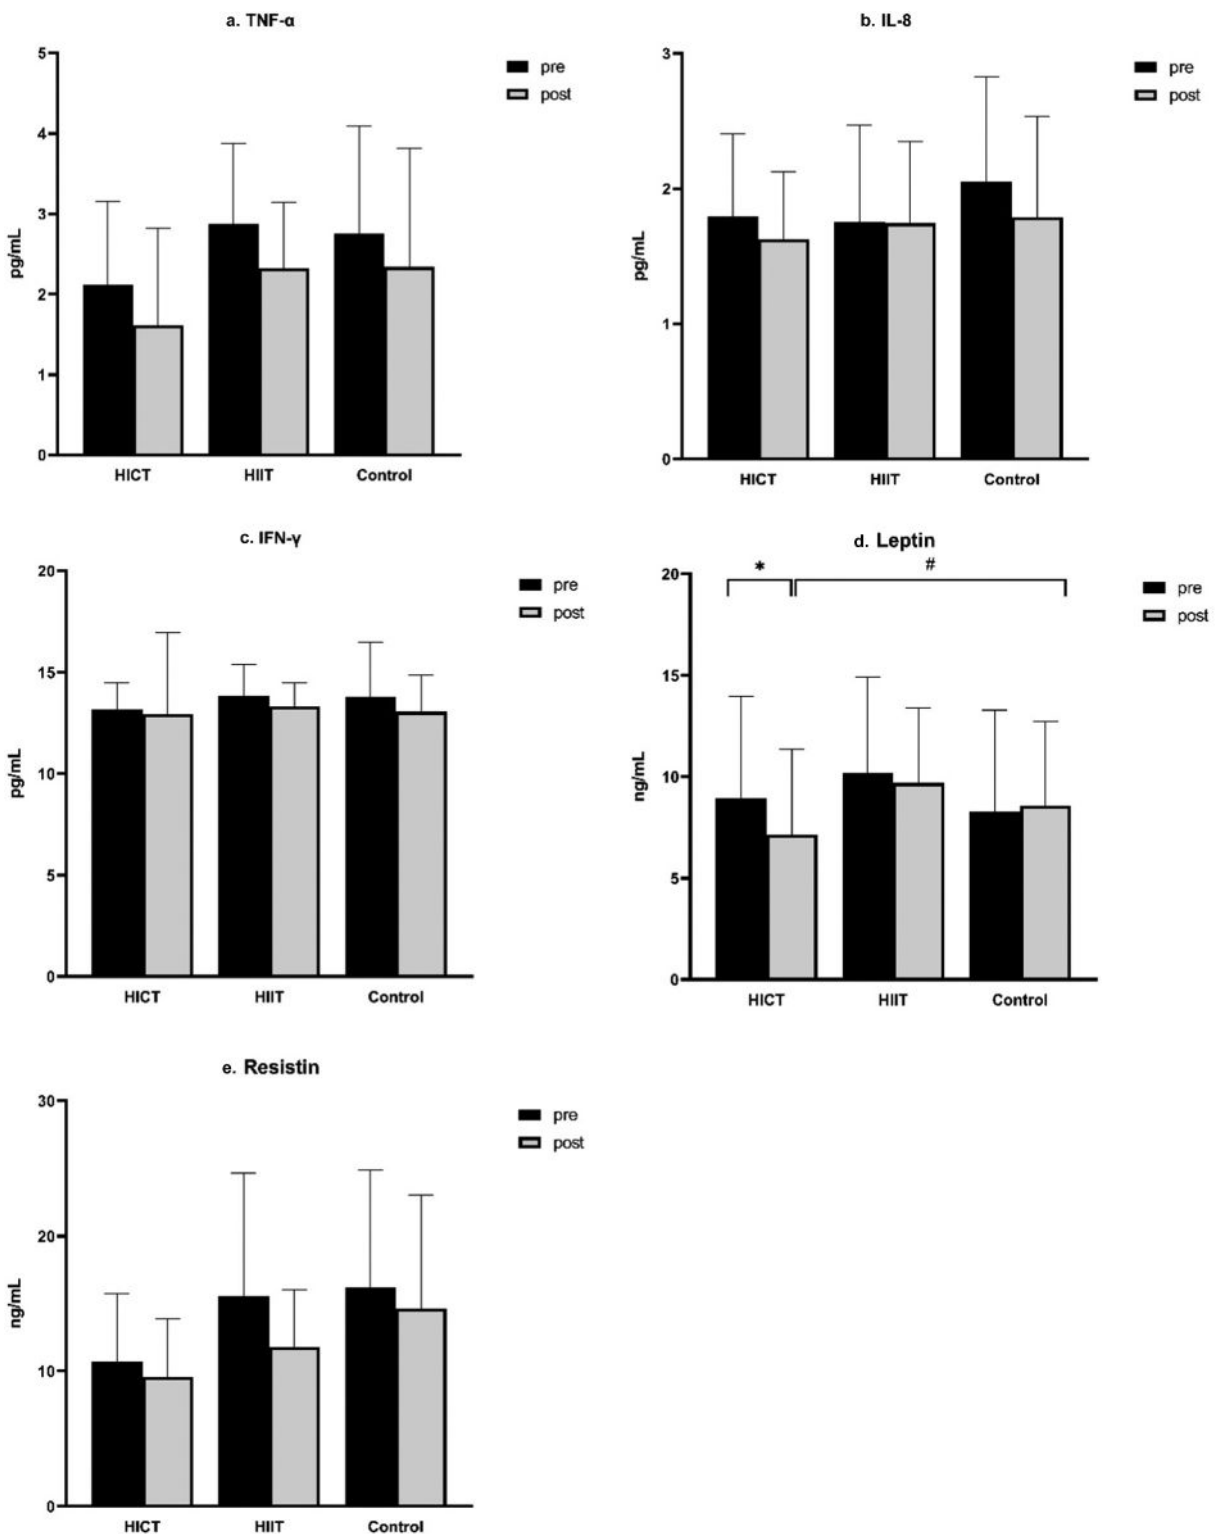 a. TNF-α
pre
post
5
4
3
2
1
0
pg/mL
HICT HIIT Control
b. IL-8
pre
post
3
2
1
0
pg/mL
HICT HIIT Control
c. IFN-γ
pre
post
20
15
10
5
0
pg/mL
HICT HIIT Control
d. Leptin
* #
pre
post
20
15
10
5
0
ng/mL
HICT HIIT Control
e. Resistin
pre
post
30
20
10
0
ng/mL
HICT HIIT Control